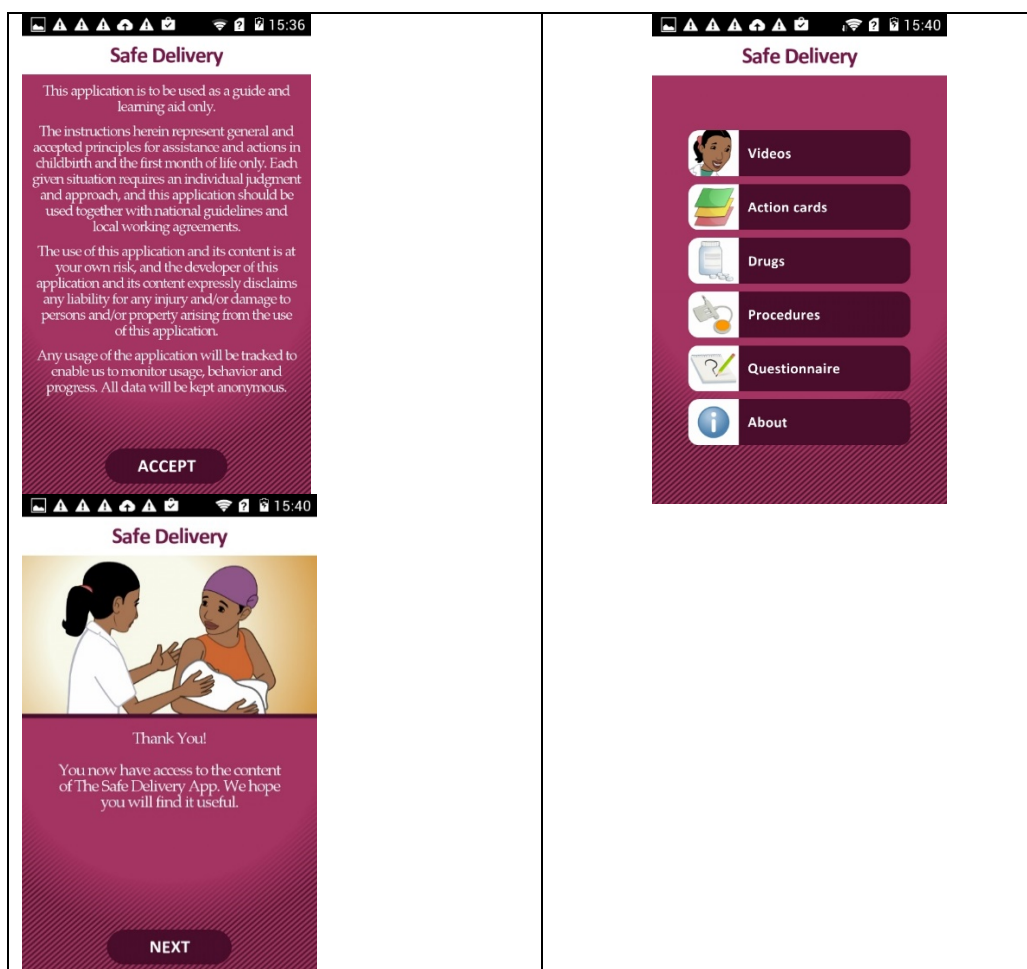 15:36
Safe Delivery
This application is to be used as a guide and
learning aid only.
The instructions herein represent general and
accepted principles for assistance and actions in
childbirth and the first month of life only. Each
given situation requires an individual judgment
and approach, and this application should be
used together with national guidelines and
local working agreements.
The use of this application and its content is at
your own risk, and the developer of this
application and its content expressly disclaims
any liability for any injury and/or damage to
persons and/or property arising from the use
of this application.
Any usage of the application will be tracked to
enable us to monitor usage, behavior and
progress. All data will be kept anonymous.
ACCEPT
15:40
Safe Delivery
Thank You!
You now have access to the content
of The Safe Delivery App. We hope
you will find it useful.
NEXT
15:40
Safe Delivery
Videos
Action cards
Drugs
Procedures
Questionnaire
About